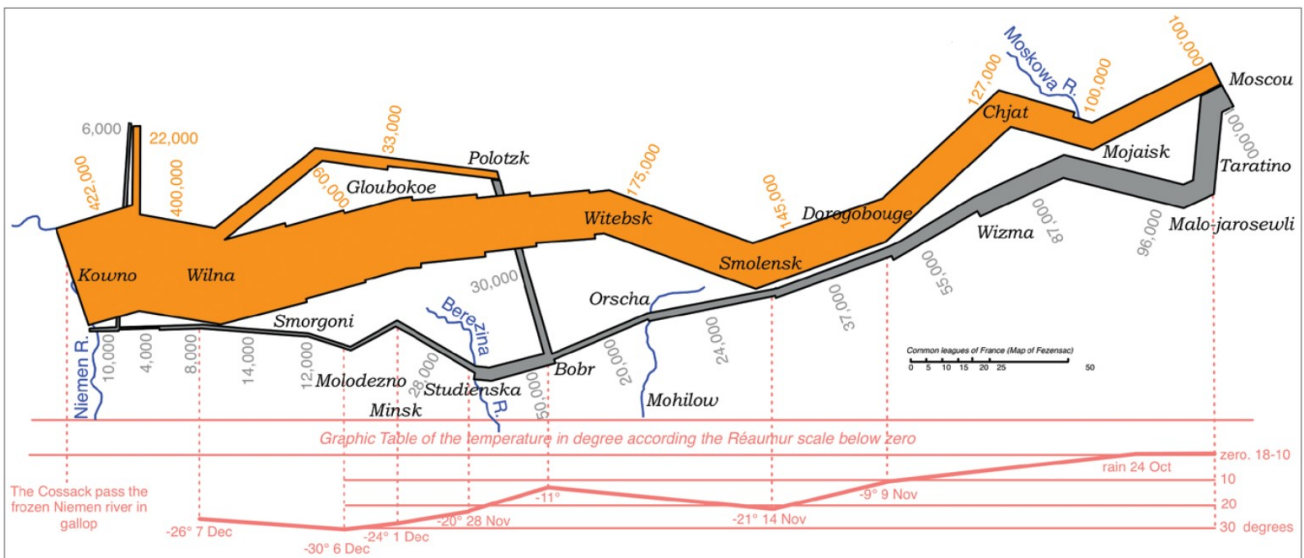 100,000
Moscou
Moskowa R.
127,000
100,000
Chjat
6,000
22,000
33,000
Polotzk
Mojaisk
100,000
Taratino
422,000
400,000
60,000
Gloubokoe
175,000
145,000
Dorogobouge
Witebsk
Wizma
87,000
96,000
Malo-jarosewli
Kowno
Wilna
Smolensk
55,000
30,000
Orscha
37,000
Berezina
R.
Smorgoni
24,000
Niemen R.
10,000
4,000
8,000
14,000
12,000
Molodezno
28,000
Studienska
50,000
Bobr
20,000
Minsk
Mohilow
Common leagues of France (Map of Fezensac)
0 5 10 15 20 25 50
Graphic Table of the temperature in degree according the Réaumur scale below zero
zero. 18-10
rain 24 Oct
10
20
30 degrees
The Cossack pass the
frozen Niemen river in
gallop
-26° 7 Dec
-30° 6 Dec
-24° 1 Dec
-20° 28 Nov
-11°
-21° 14 Nov
-9° 9 Nov